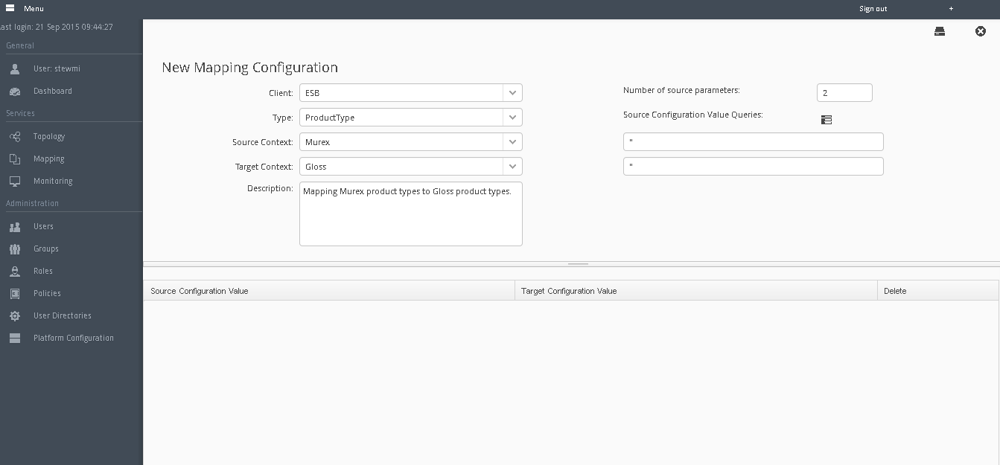 Menu
Sign out
+
ast login: 21 Sep 2015 09:44:27
General
User: stewmi
Dashboard
Services
Topology
Mapping
Monitoring
Administration
Users
Groups
Roles
Policies
User Directories
Platform Configuration
New Mapping Configuration
Client: ESB
Type: ProductType
Source Context: Murex
Target Context: Gloss
Description: Mapping Murex product types to Gloss product types.
Number of source parameters: 2
Source Configuration Value Queries:
"
"
Source Configuration Value Target Configuration Value Delete